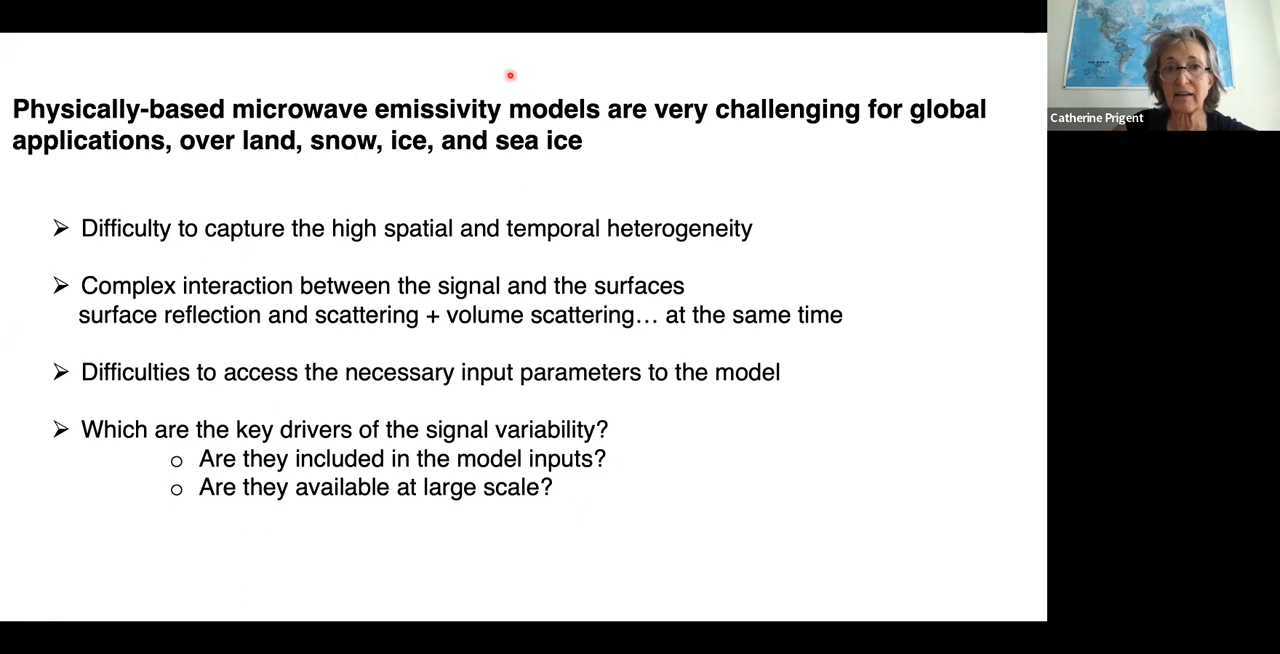 Physically-based microwave emissivity models are very challenging for global
applications, over land, snow, ice, and sea ice
➢ Difficulty to capture the high spatial and temporal heterogeneity
➢ Complex interaction between the signal and the surfaces
surface reflection and scattering + volume scattering… at the same time
➢ Difficulties to access the necessary input parameters to the model
➢ Which are the key drivers of the signal variability?
o Are they included in the model inputs?
o Are they available at large scale?
Catherine Prigent